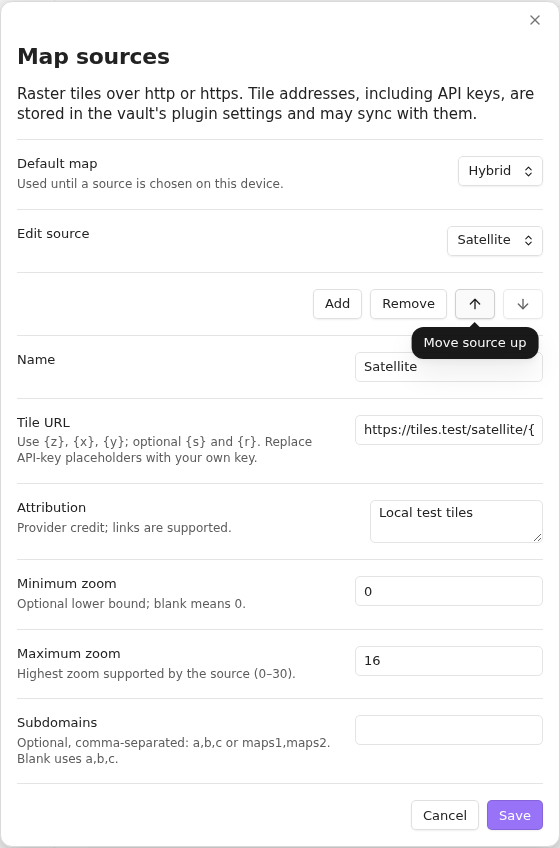 Map sources
Raster tiles over http or https. Tile addresses, including API keys, are
stored in the vault's plugin settings and may sync with them.
Default map
Used until a source is chosen on this device.
Hybrid
Edit source
Satellite
Add
Remove
Move source up
Name
Satellite
Tile URL
Use {z}, {x}, {y}; optional {s} and {r}. Replace
API-key placeholders with your own key.
https://tiles.test/satellite/{
Attribution
Provider credit; links are supported.
Local test tiles
Minimum zoom
Optional lower bound; blank means 0.
0
Maximum zoom
Highest zoom supported by the source (0–30).
16
Subdomains
Optional, comma-separated: a,b,c or maps1,maps2.
Blank uses a,b,c.
Cancel
Save